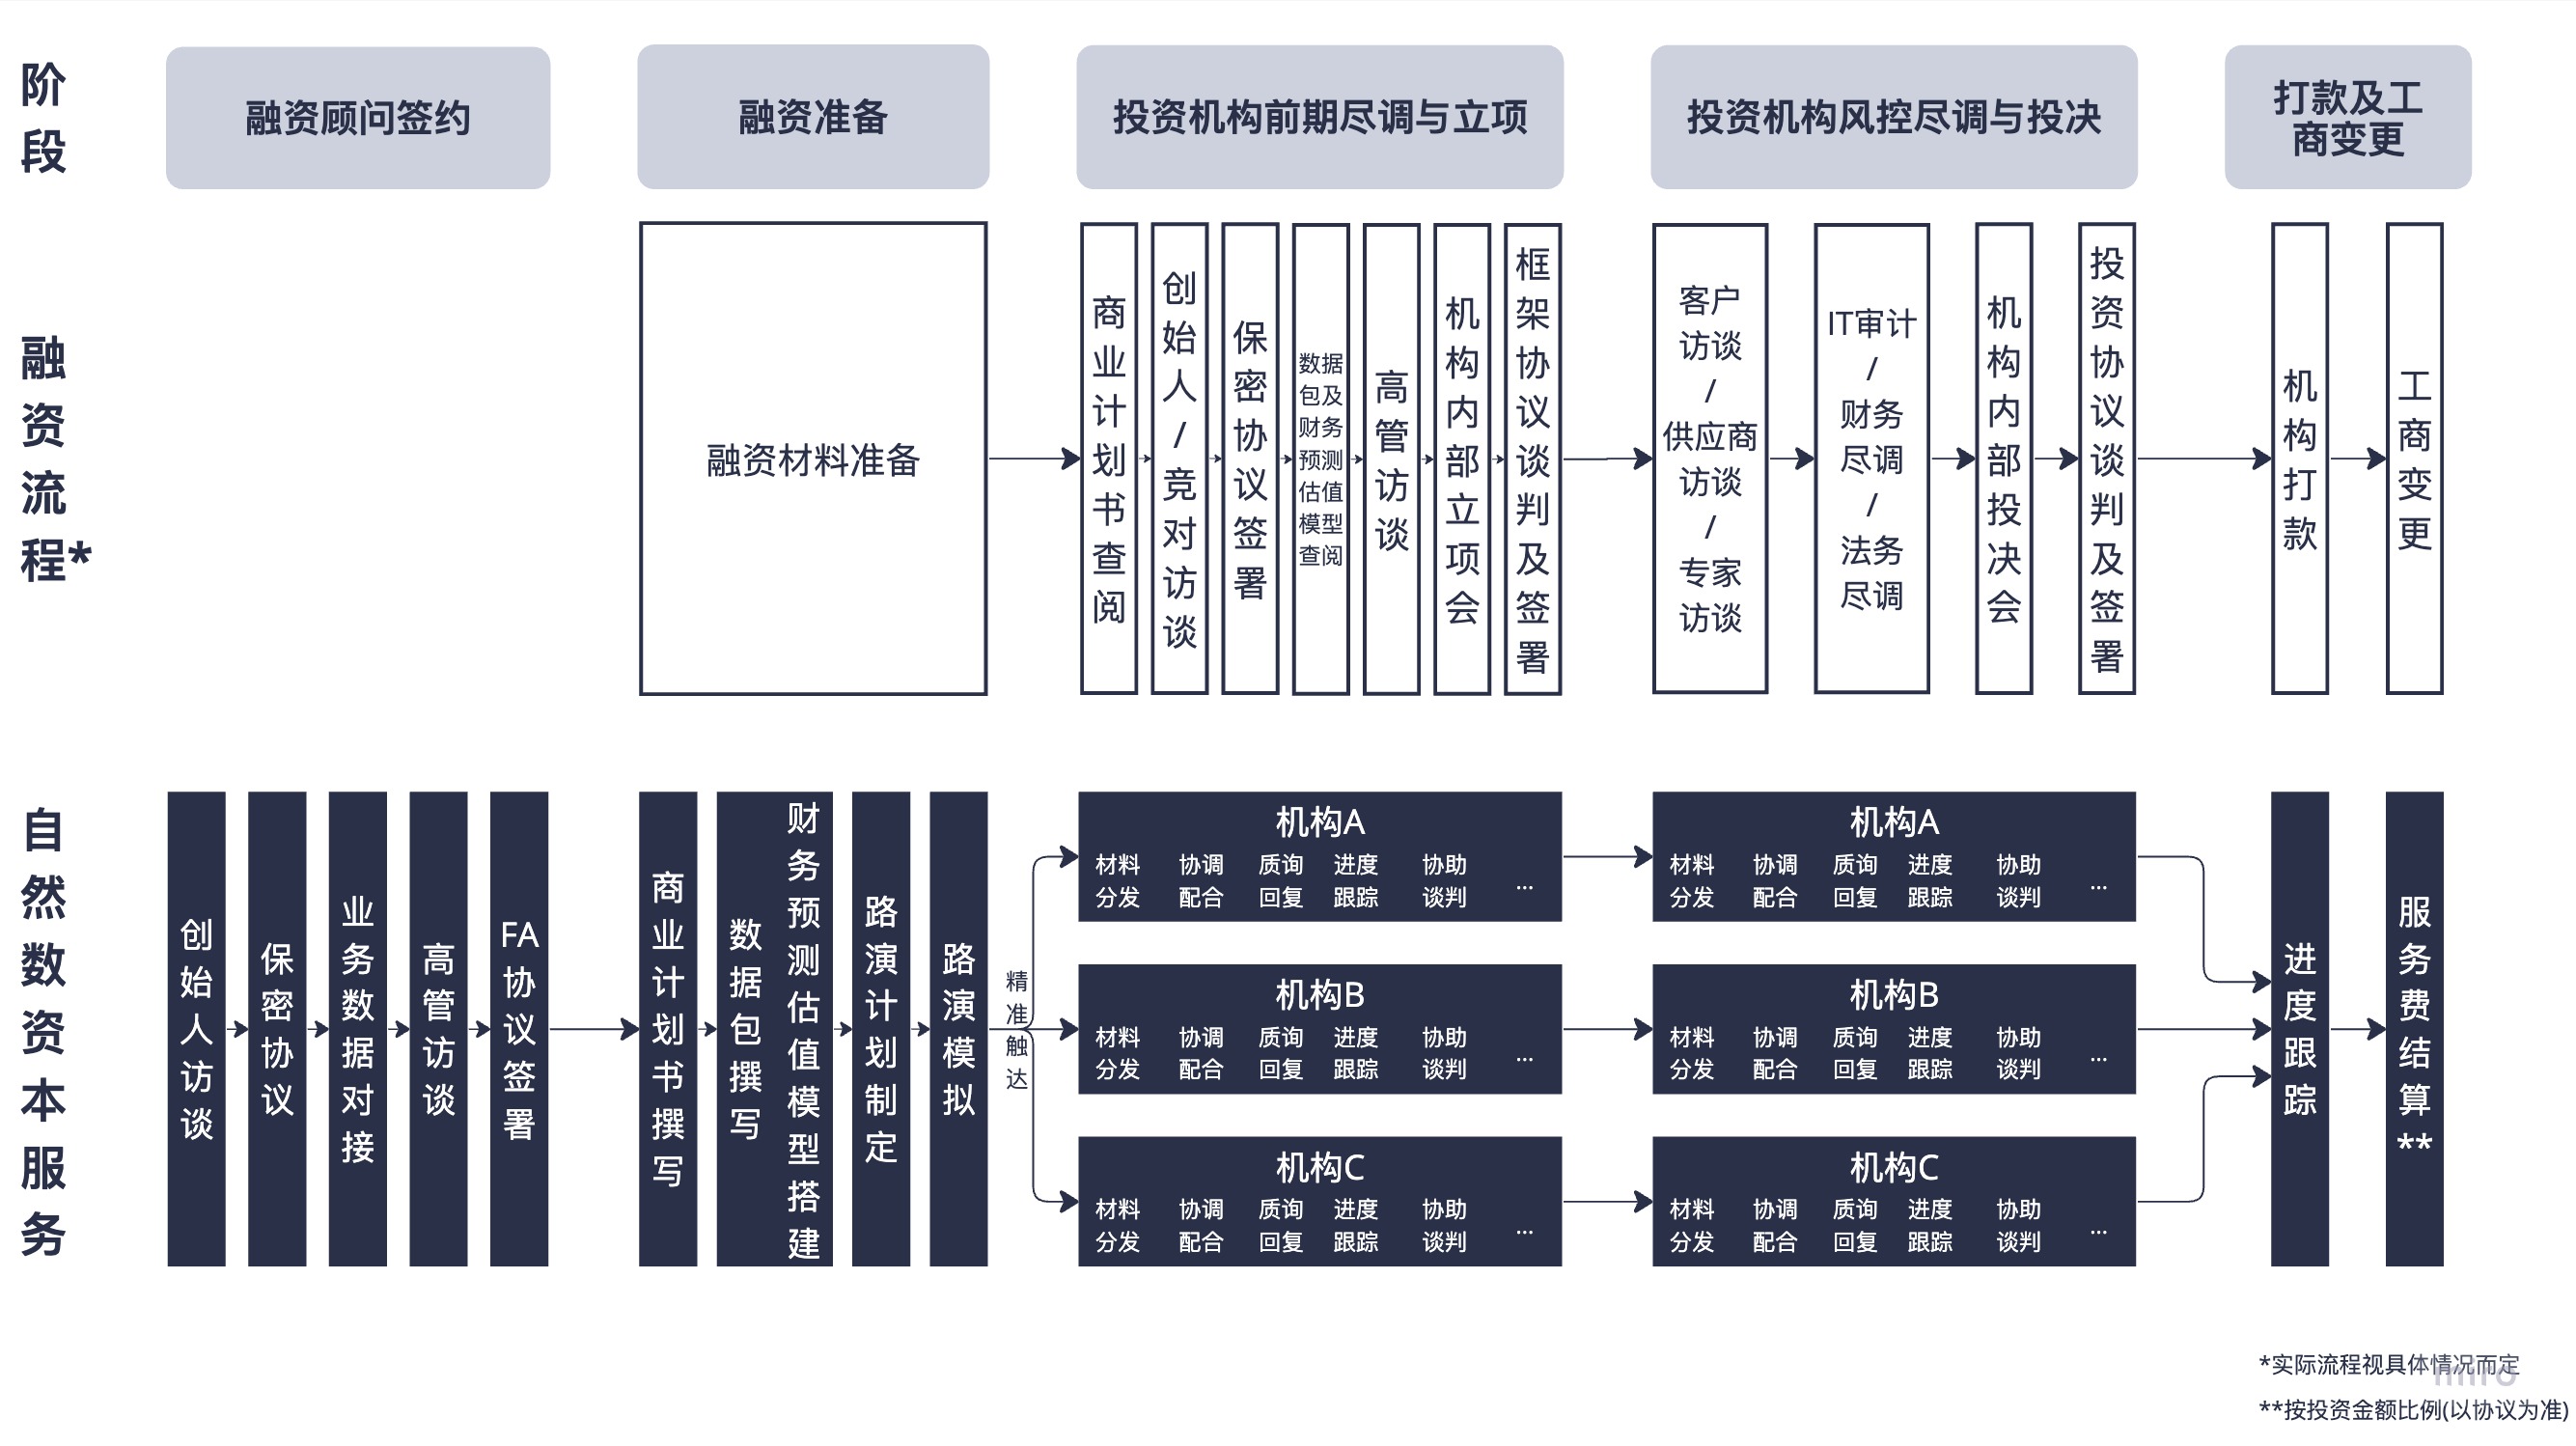 阶段
融资顾问签约
融资准备
投资机构前期尽调与立项
投资机构风控尽调与投决
打款及工
商变更
融资流程*
融资材料准备
商业计划书查阅
创始人/竞对访谈
保密协议签署
数据
包及
财务
预测
估值
模型
查阅
高管访谈
机构内部立项会
框架协议谈判及签署
客户
访谈
/
供应商
访谈
/
专家
访谈
IT审计
/
财务
尽调
/
法务
尽调
机构内部投决会
投资协议谈判及签署
机构打款
工商变更
自然数资本服务
创始人访谈
保密协议
业务数据对接
高管访谈
FA协议签署
商业计划书撰写
数据包撰写
财务预测估值模型搭建
路演计划制定
路演模拟
精准触达
机构A
材料 协调 质询 进度 协助
分发 配合 回复 跟踪 谈判 ...
机构B
材料 协调 质询 进度 协助
分发 配合 回复 跟踪 谈判 ...
机构C
材料 协调 质询 进度 协助
分发 配合 回复 跟踪 谈判 ...
机构A
材料 协调 质询 进度 协助
分发 配合 回复 跟踪 谈判 ...
机构B
材料 协调 质询 进度 协助
分发 配合 回复 跟踪 谈判 ...
机构C
材料 协调 质询 进度 协助
分发 配合 回复 跟踪 谈判 ...
进度跟踪
服务费结算**
*实际流程视具体情况而定
miro
**按投资金额比例(以协议为准)